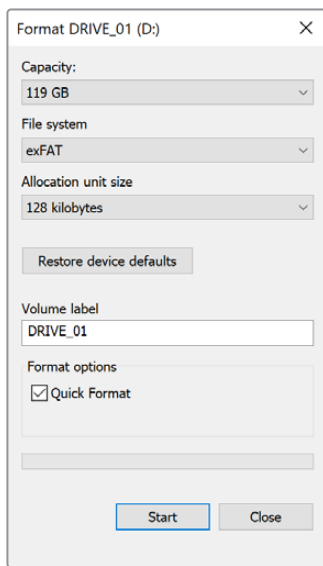 Format DRIVE_01 (D:)
Capacity:
119 GB
File system
exFAT
Allocation unit size
128 kilobytes
Restore device defaults
Volume label
DRIVE_01
Format options
Quick Format
Start Close